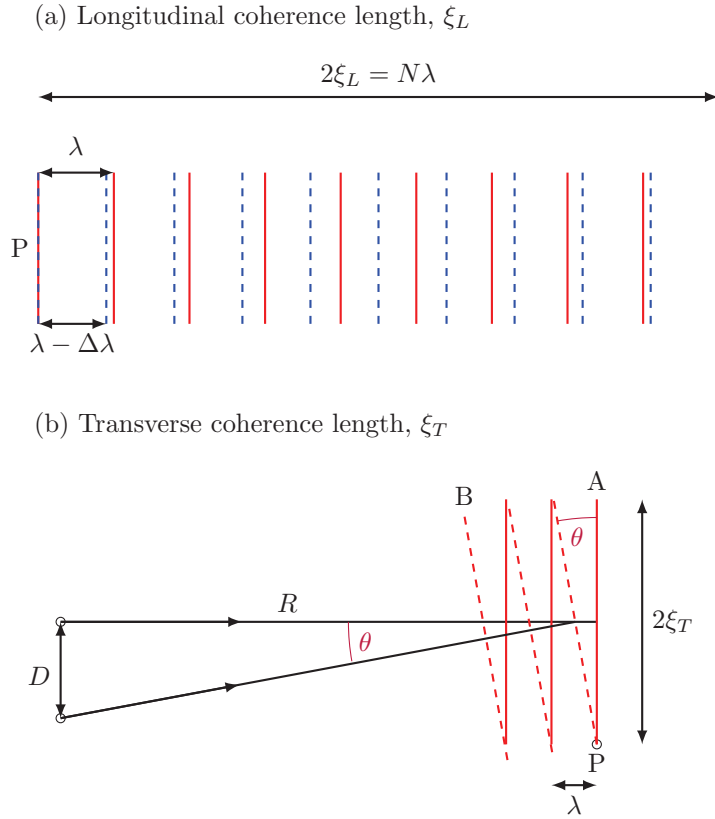 (a) Longitudinal coherence length, ξ_L
2ξ_L = Nλ
λ
P
λ − Δλ
(b) Transverse coherence length, ξ_T
B
A
θ
R
2ξ_T
θ
D
P
λ